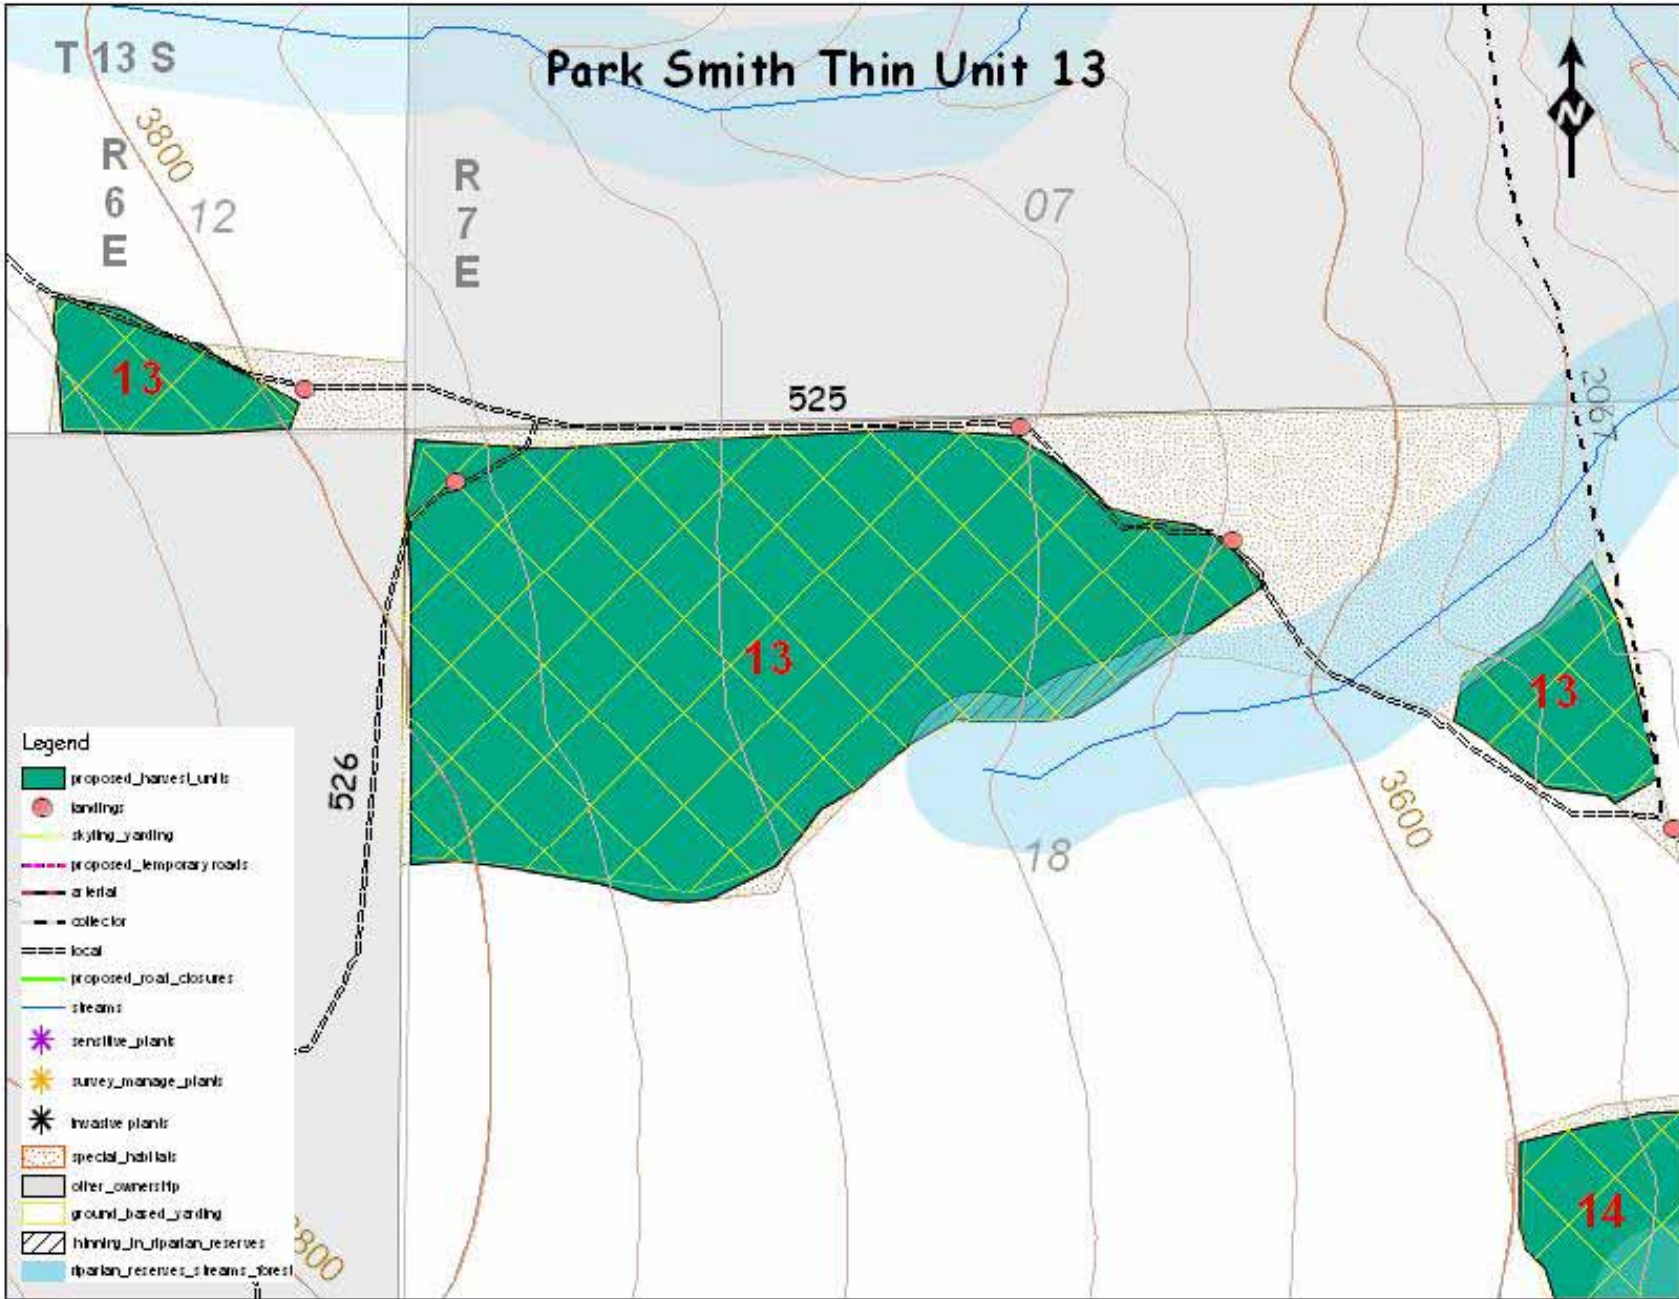 Park Smith Thin Unit 13
T 13 S
R
6
E
R
7
E
N
3800
12
07
13
525
2067
13
13
526
18
3600
14
3800
Legend
proposed_harvest_units
landings
skyling_yarding
proposed_temporary roads
arterial
collector
local
proposed_road_closures
streams
sensitive_plants
survey_manage_plants
invasive plants
special_habitats
other_ownership
ground_based_yarding
thinning_in_riparian_reserves
riparian_reserves_streams_forest